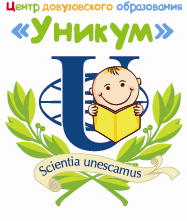 Центр довузовского образования
«Уникум»
U
Scientia unescamus